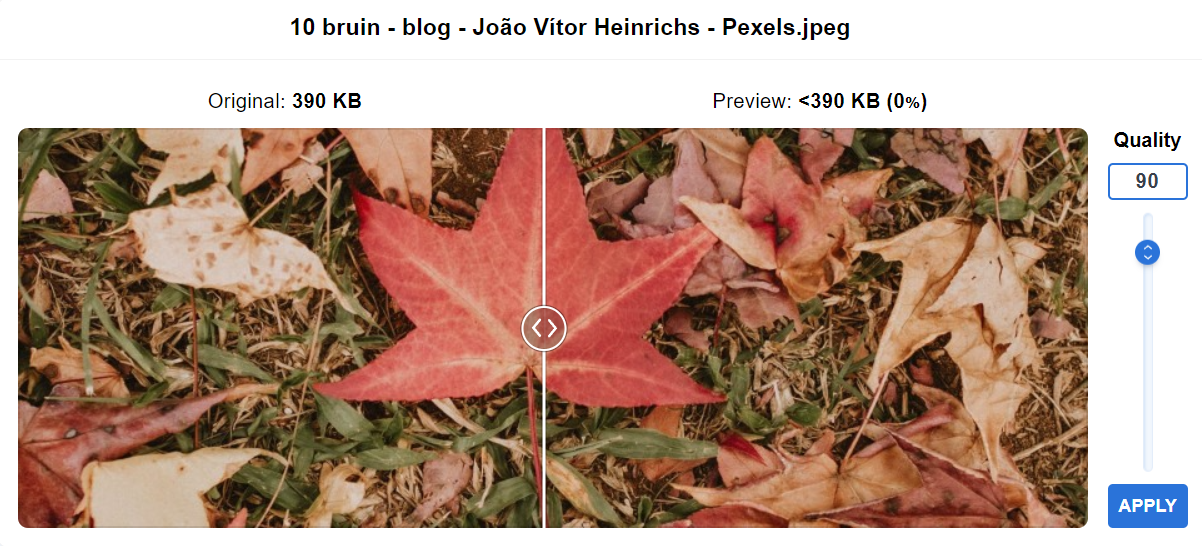 10 bruin - blog - João Vítor Heinrichs - Pexels.jpeg
Original: 390 KB
Preview: <390 KB (0%)
Quality
90
APPLY